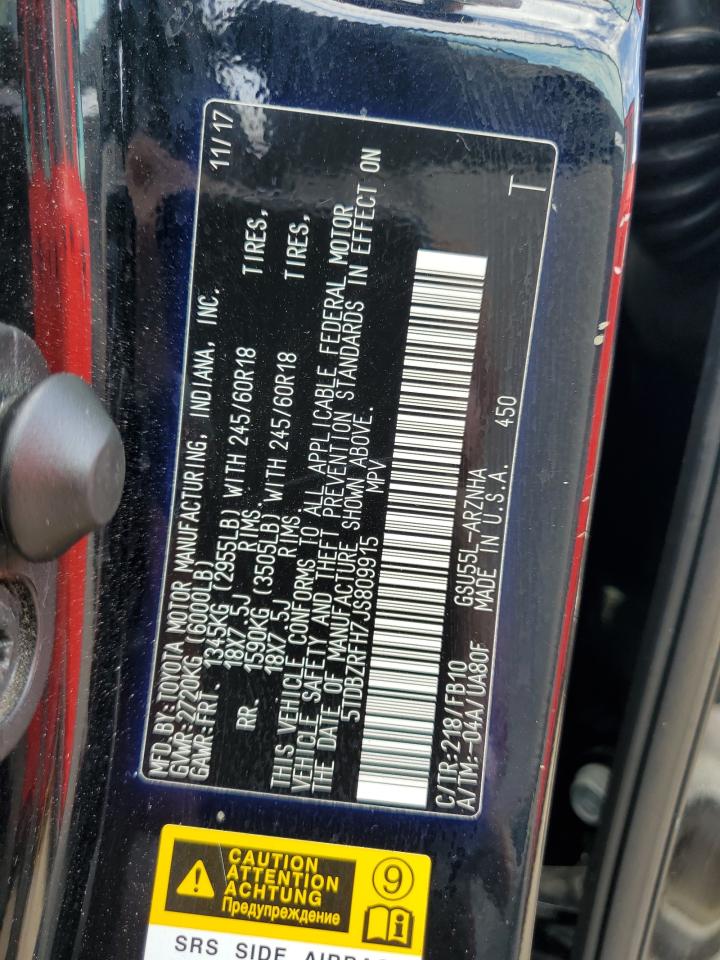 MFD.BY:TOYOTA MOTOR MANUFACTURING, INDIANA, INC. 11/17
GVWR:2720KG (6000LB)
GAWR:FRT. 1345KG (2955LB) WITH 245/60R18 TIRES,
18X7.5J RIMS.
RR. 1590KG (3505LB) WITH 245/60R18 TIRES,
18X7.5J RIMS
THIS VEHICLE CONFORMS TO ALL APPLICABLE FEDERAL MOTOR
VEHICLE SAFETY AND THEFT PREVENTION STANDARDS IN EFFECT ON
THE DATE OF MANUFACTURE SHOWN ABOVE.
5TDBZRFH7JS809915 MPV
C/TR:218/FB10 GSU55L-ARZNHA
A/TM:-04A/UA80F MADE IN U.S.A. 450
T
CAUTION
ATTENTION
ACHTUNG
Предупреждение
9
SRS SIDE